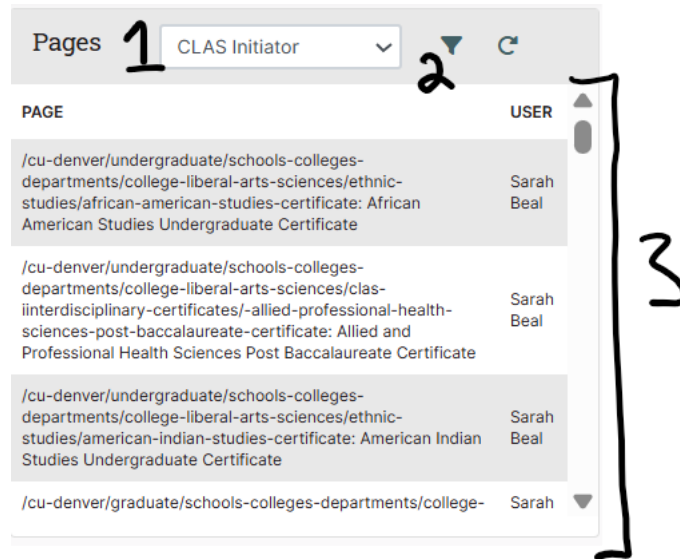 Pages 1 CLAS Initiator 2
PAGE USER
/cu-denver/undergraduate/schools-colleges-
departments/college-liberal-arts-sciences/ethnic-
studies/african-american-studies-certificate: African
American Studies Undergraduate Certificate
Sarah
Beal
/cu-denver/undergraduate/schools-colleges-
departments/college-liberal-arts-sciences/clas-
iinterdisciplinary-certificates/-allied-professional-health-
sciences-post-baccalaureate-certificate: Allied and
Professional Health Sciences Post Baccalaureate Certificate
Sarah
Beal
3
/cu-denver/undergraduate/schools-colleges-
departments/college-liberal-arts-sciences/ethnic-
studies/american-indian-studies-certificate: American Indian
Studies Undergraduate Certificate
Sarah
Beal
/cu-denver/graduate/schools-colleges-departments/college- Sarah